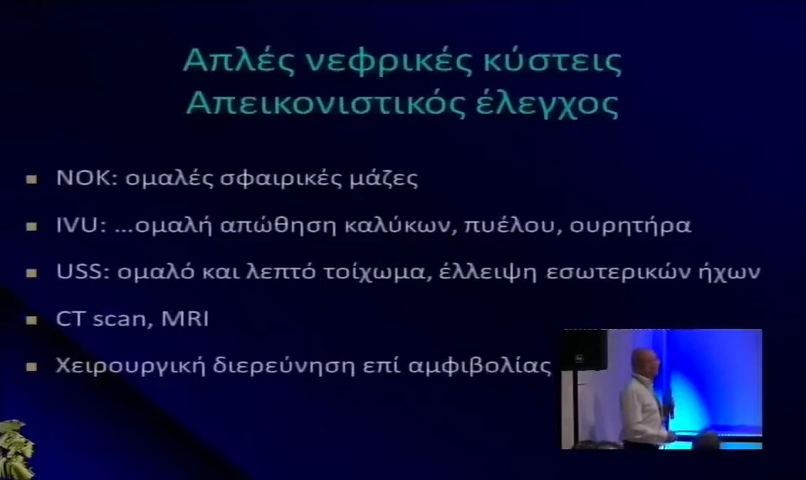 Απλές νεφρικές κύστεις
Απεικονιστικός έλεγχος
ΝΟΚ: ομαλές σφαιρικές μάζες
IVU: ...ομαλή απώθηση καλύκων, πυέλου, ουρητήρα
USS: ομαλό και λεπτό τοίχωμα, έλλειψη εσωτερικών ήχων
CT scan, MRI
Χειρουργική διερεύνηση επί αμφιβολίας